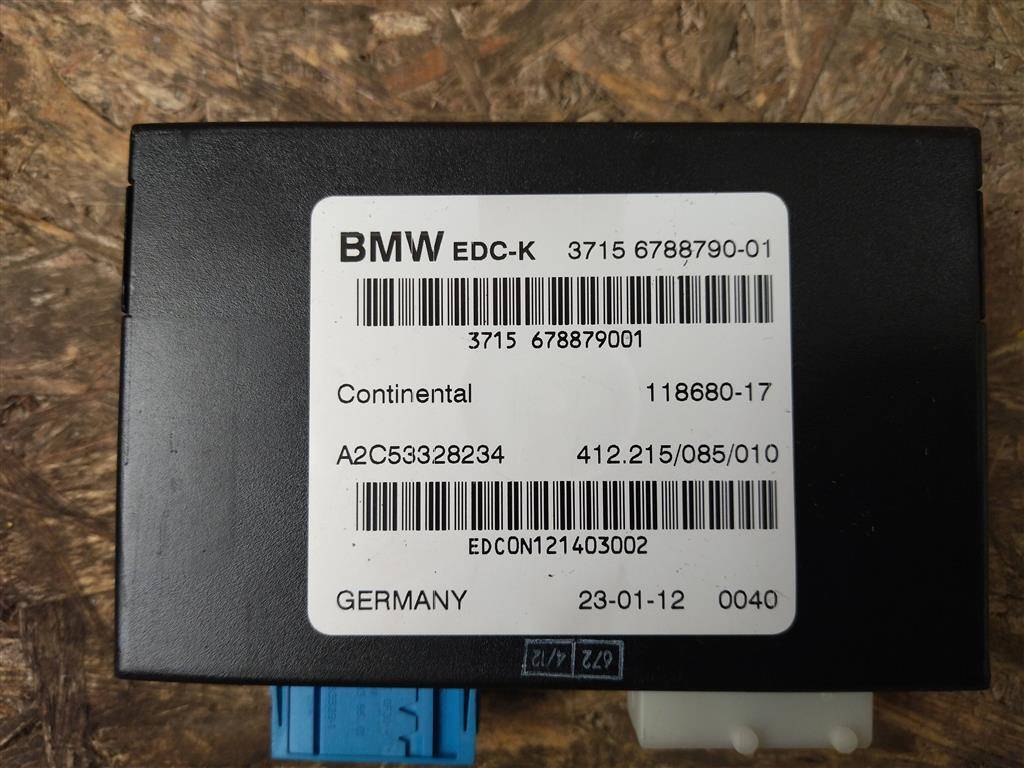 BMW EDC-K 3715 6788790-01
3715 678879001
Continental 118680-17
A2C53328234 412.215/085/010
EDC0N121403002
GERMANY 23-01-12 0040
672
4/12